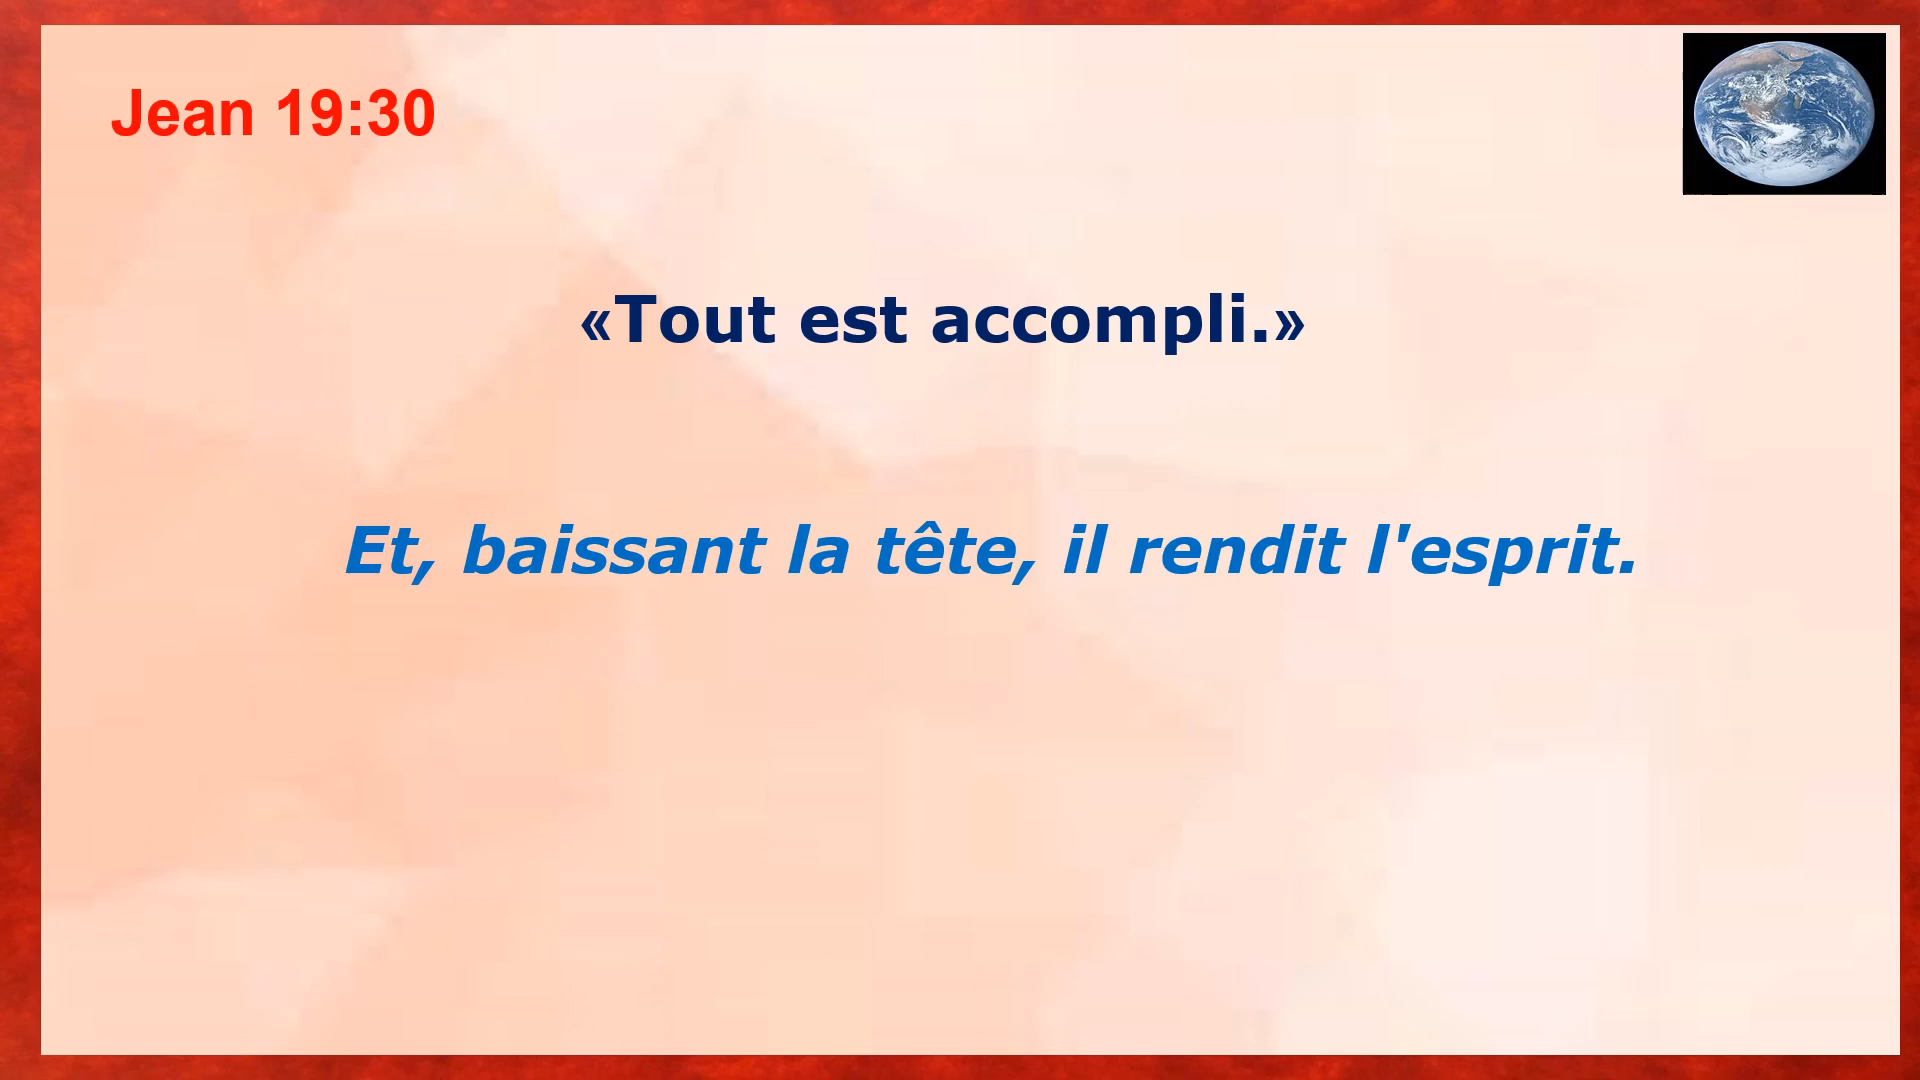 Jean 19:30
«Tout est accompli.»
Et, baissant la tête, il rendit l'esprit.